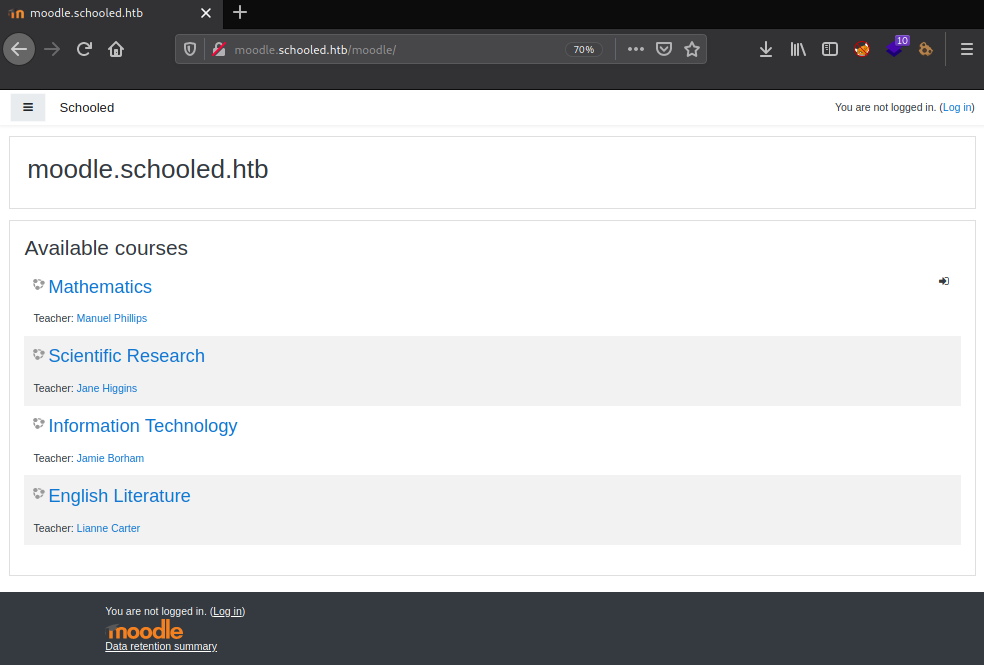 moodle.schooled.htb
moodle.schooled.htb/moodle/ 70% 10
Schooled You are not logged in. (Log in)
moodle.schooled.htb
Available courses
Mathematics
Teacher: Manuel Phillips
Scientific Research
Teacher: Jane Higgins
Information Technology
Teacher: Jamie Borham
English Literature
Teacher: Lianne Carter
You are not logged in. (Log in)
moodle
Data retention summary